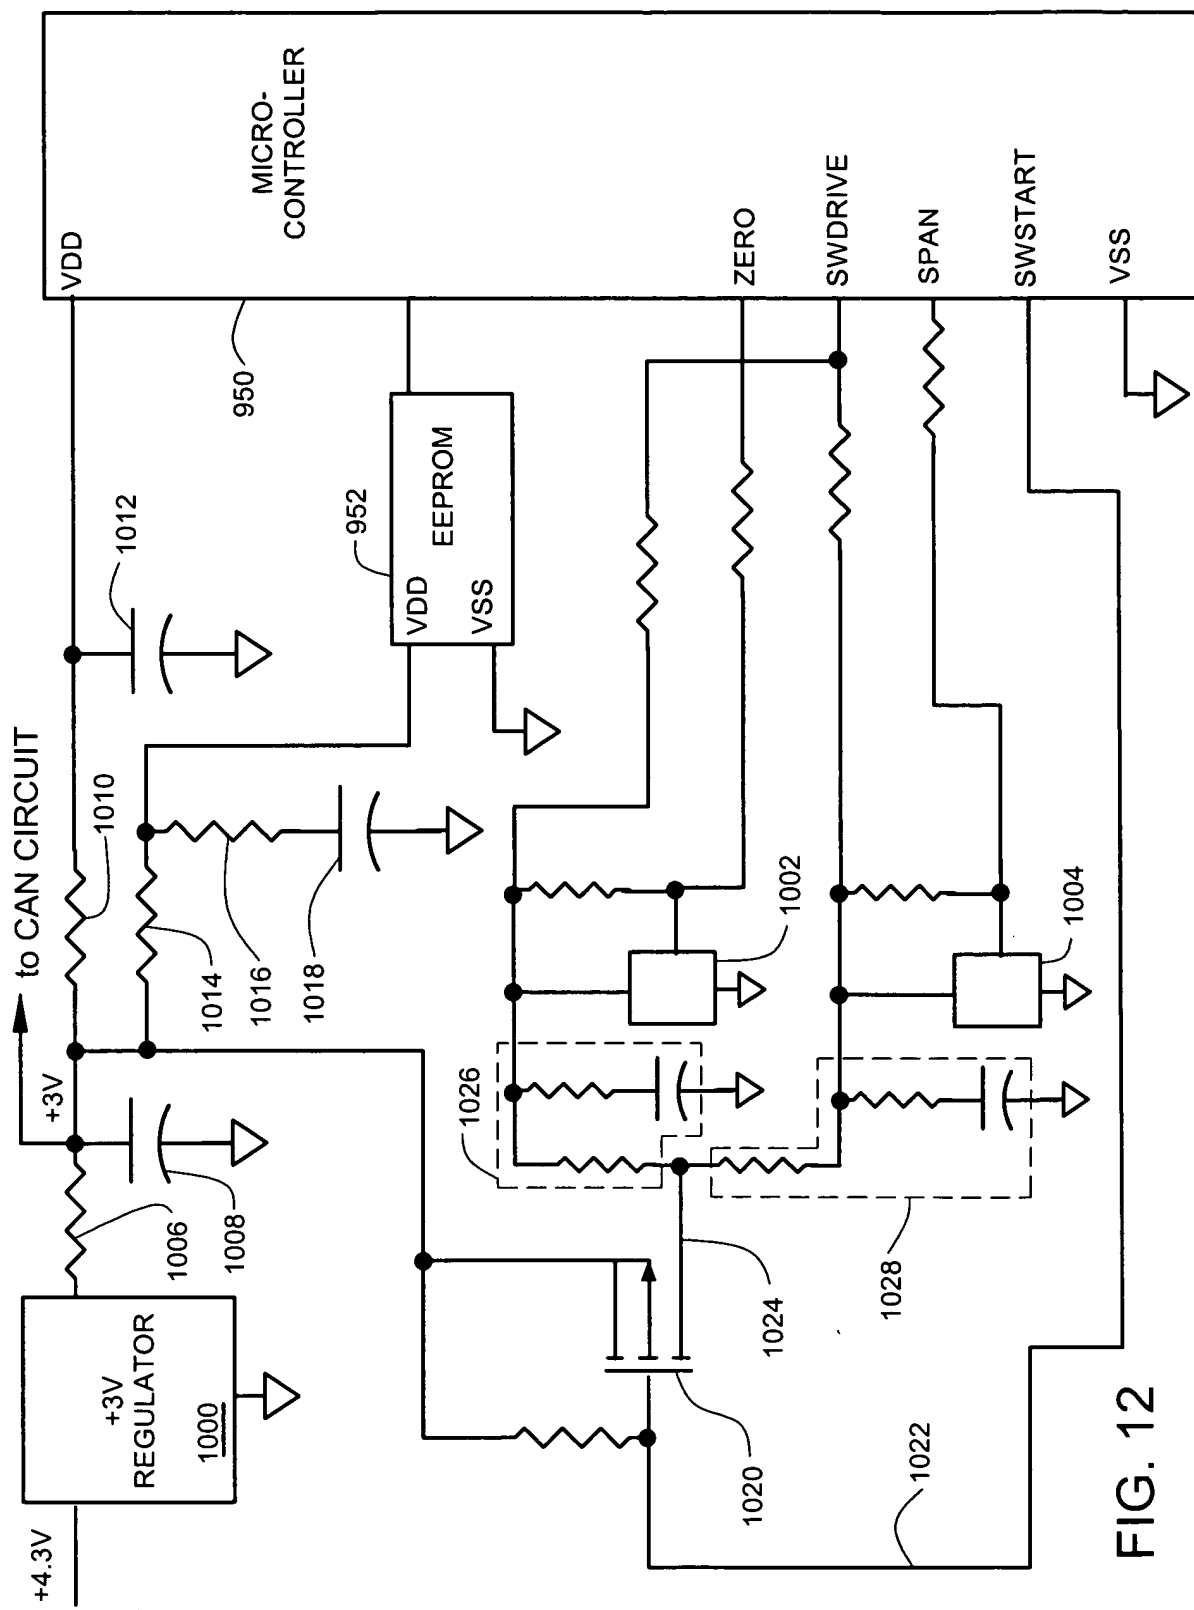 +4.3V
+3V
REGULATOR
1000
1006
1008
+3V
to CAN CIRCUIT
1010
1012
1014
1016
1018
VDD
MICRO-
CONTROLLER
950
952
VDD
VSS
EEPROM
ZERO
SWDRIVE
SPAN
SWSTART
VSS
1002
1004
1026
1024
1028
1020
1022
FIG. 12